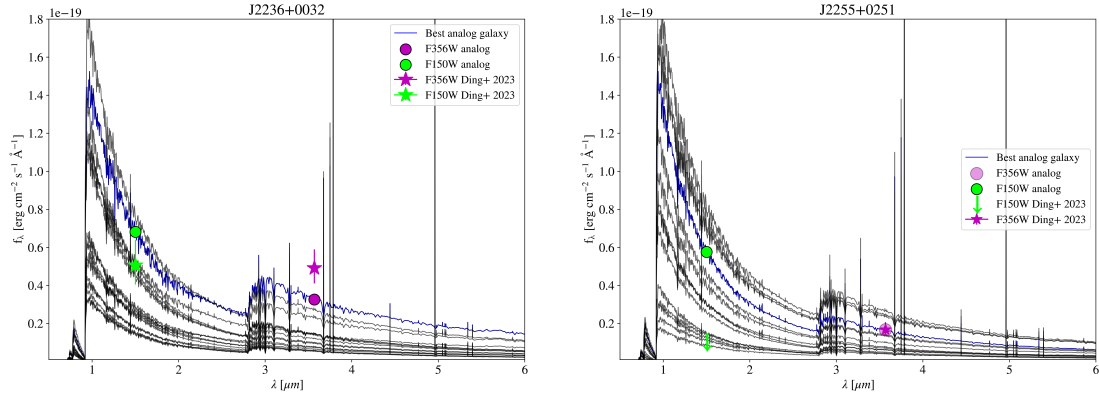 J2236+0032
1e−19
1.8
1.6
1.4
1.2
1.0
0.8
0.6
0.4
0.2
fλ [erg cm−2 s−1 Å−1]
Best analog galaxy
F356W analog
F150W analog
F356W Ding+ 2023
F150W Ding+ 2023
1 2 3 4 5 6
λ [μm]
J2255+0251
1e−19
1.8
1.6
1.4
1.2
1.0
0.8
0.6
0.4
0.2
fλ [erg cm−2 s−1 Å−1]
Best analog galaxy
F356W analog
F150W analog
F150W Ding+ 2023
F356W Ding+ 2023
1 2 3 4 5 6
λ [μm]